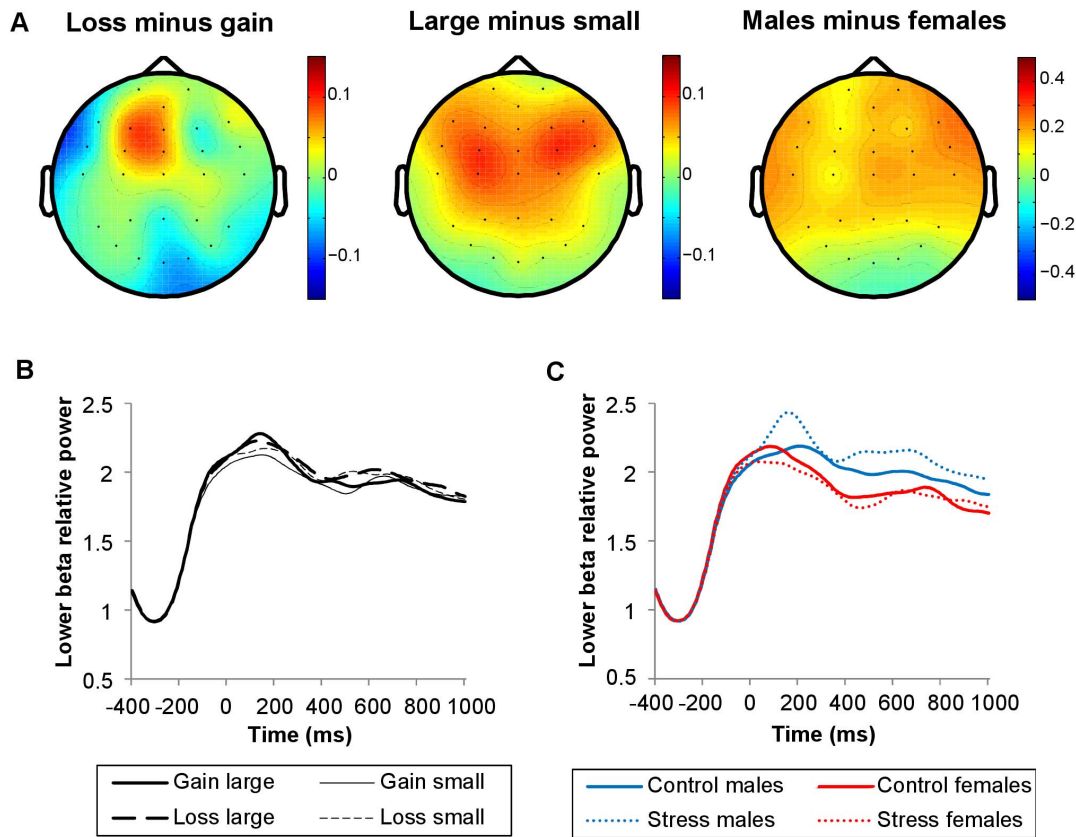 A
Loss minus gain
Large minus small
Males minus females
0.1
0
−0.1
0.1
0
−0.1
0.4
0.2
0
−0.2
−0.4
B
Lower beta relative power
2.5
2
1.5
1
0.5
-400 -200 0 200 400 600 800 1000
Time (ms)
Gain large
Gain small
Loss large
Loss small
C
Lower beta relative power
2.5
2
1.5
1
0.5
-400 -200 0 200 400 600 800 1000
Time (ms)
Control males
Control females
Stress males
Stress females